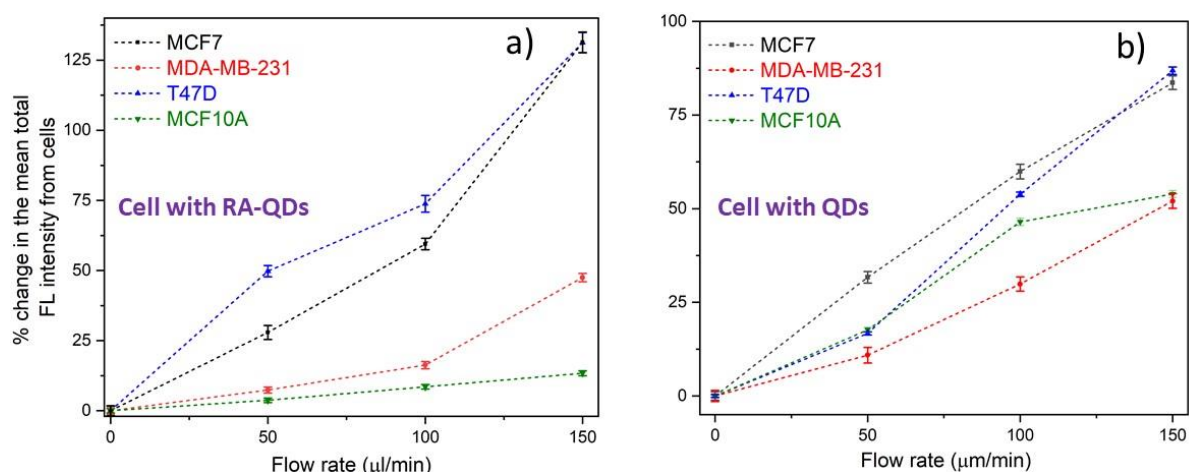 a)
MCF7
MDA-MB-231
T47D
MCF10A
Cell with RA-QDs
% change in the mean total
FL intensity from cells
125
100
75
50
25
0
0 50 100 150
Flow rate (μl/min)
b)
MCF7
MDA-MB-231
T47D
MCF10A
Cell with QDs
100
75
50
25
0
0 50 100 150
Flow rate (μm/min)